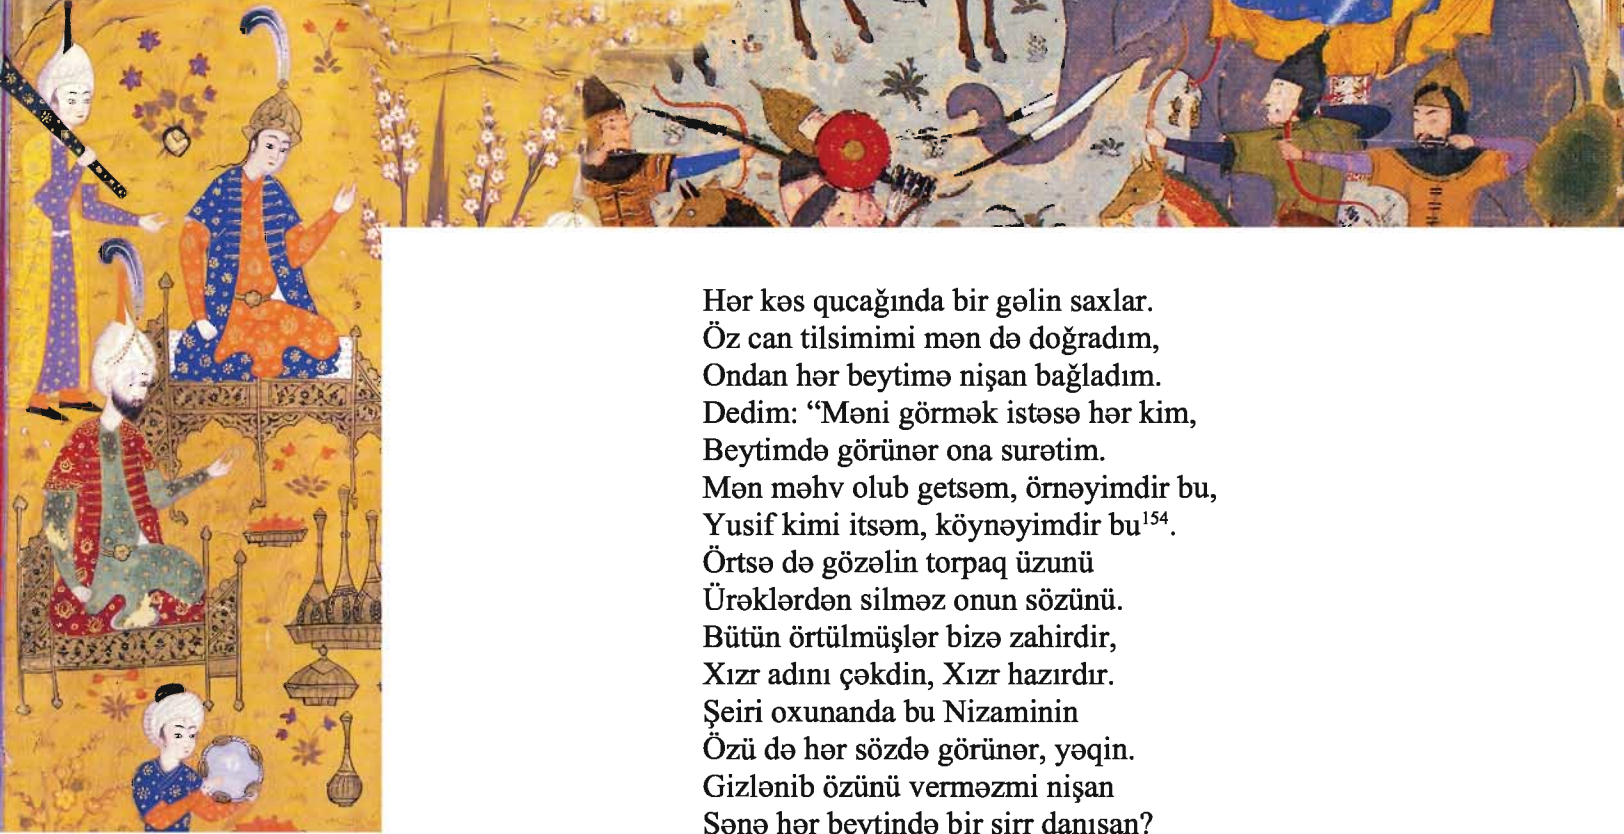 Hər kəs qucağında bir gəlin saxlar.
Öz can tilsimimi mən də doğradım,
Ondan hər beytimə nişan bağladım.
Dedim: “Məni görmək istəsə hər kim,
Beytimdə görünər ona surətim.
Mən məhv olub getsəm, örnəyimdir bu,
Yusif kimi itsəm, köynəyimdir bu¹⁵⁴.
Örtsə də gözəlin torpaq üzunü
Ürəklərdən silməz onun sözünü.
Bütün örtülmüşlər bizə zahirdir,
Xızr adını çəkdin, Xızr hazırdır.
Şeiri oxunanda bu Nizaminin
Özü də hər sözdə görünər, yəqin.
Gizlənib özünü verməzmi nişan
Sənə hər beytində bir sirr danışan?